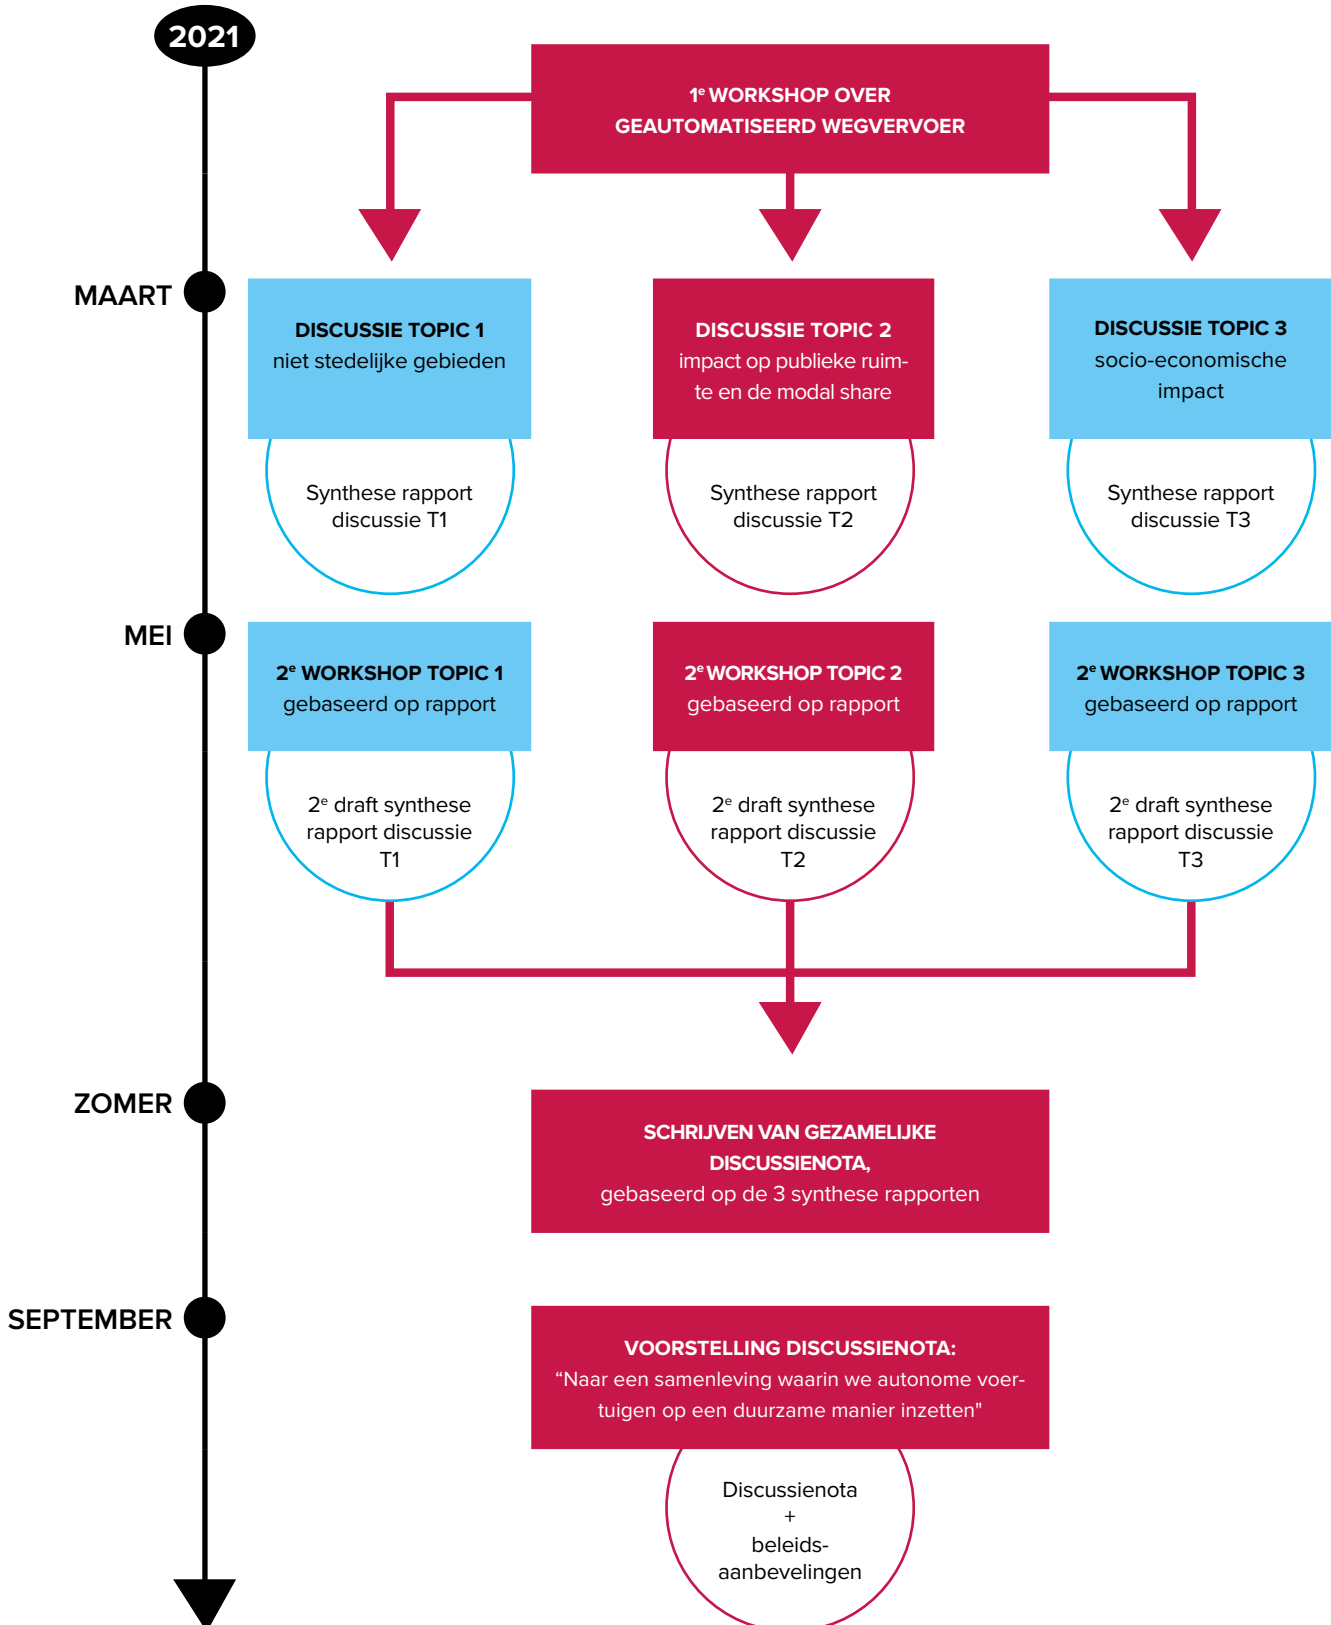 2021
1e WORKSHOP OVER
GEAUTOMATISEERD WEGVERVOER
MAART
DISCUSSIE TOPIC 1
niet stedelijke gebieden
Synthese rapport
discussie T1
DISCUSSIE TOPIC 2
impact op publieke ruim-
te en de modal share
Synthese rapport
discussie T2
DISCUSSIE TOPIC 3
socio-economische
impact
Synthese rapport
discussie T3
MEI
2e WORKSHOP TOPIC 1
gebaseerd op rapport
2e draft synthese
rapport discussie
T1
2e WORKSHOP TOPIC 2
gebaseerd op rapport
2e draft synthese
rapport discussie
T2
2e WORKSHOP TOPIC 3
gebaseerd op rapport
2e draft synthese
rapport discussie
T3
ZOMER
SCHRIJVEN VAN GEZAMELIJKE
DISCUSSIENOTA,
gebaseerd op de 3 synthese rapporten
SEPTEMBER
VOORSTELLING DISCUSSIENOTA:
“Naar een samenleving waarin we autonome voer-
tuigen op een duurzame manier inzetten"
Discussienota
+
beleids-
aanbevelingen